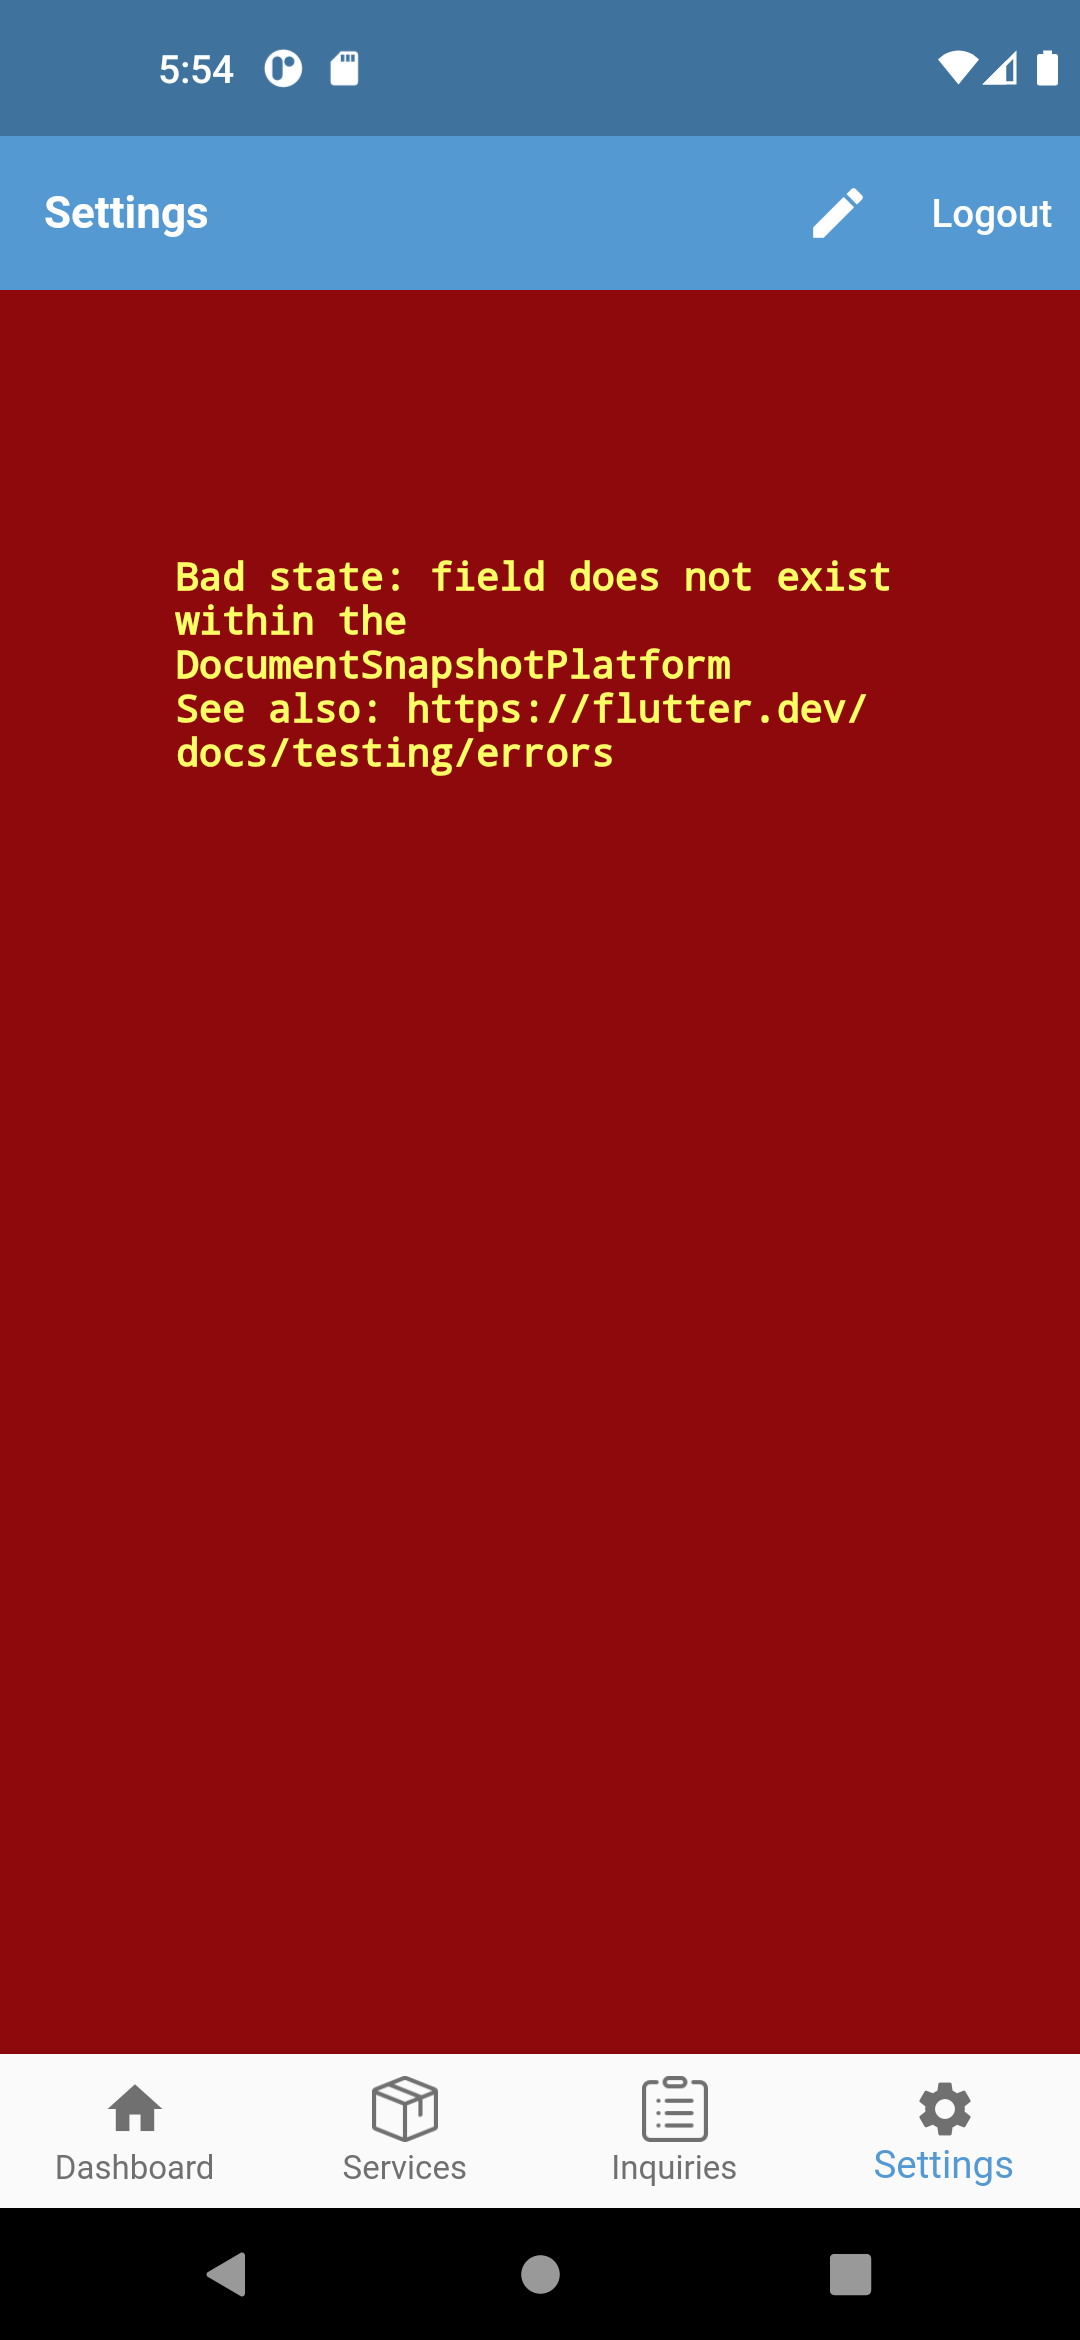 5:54
Settings
Logout
Bad state: field does not exist
within the
DocumentSnapshotPlatform
See also: https://flutter.dev/
docs/testing/errors
Dashboard
Services
Inquiries
Settings